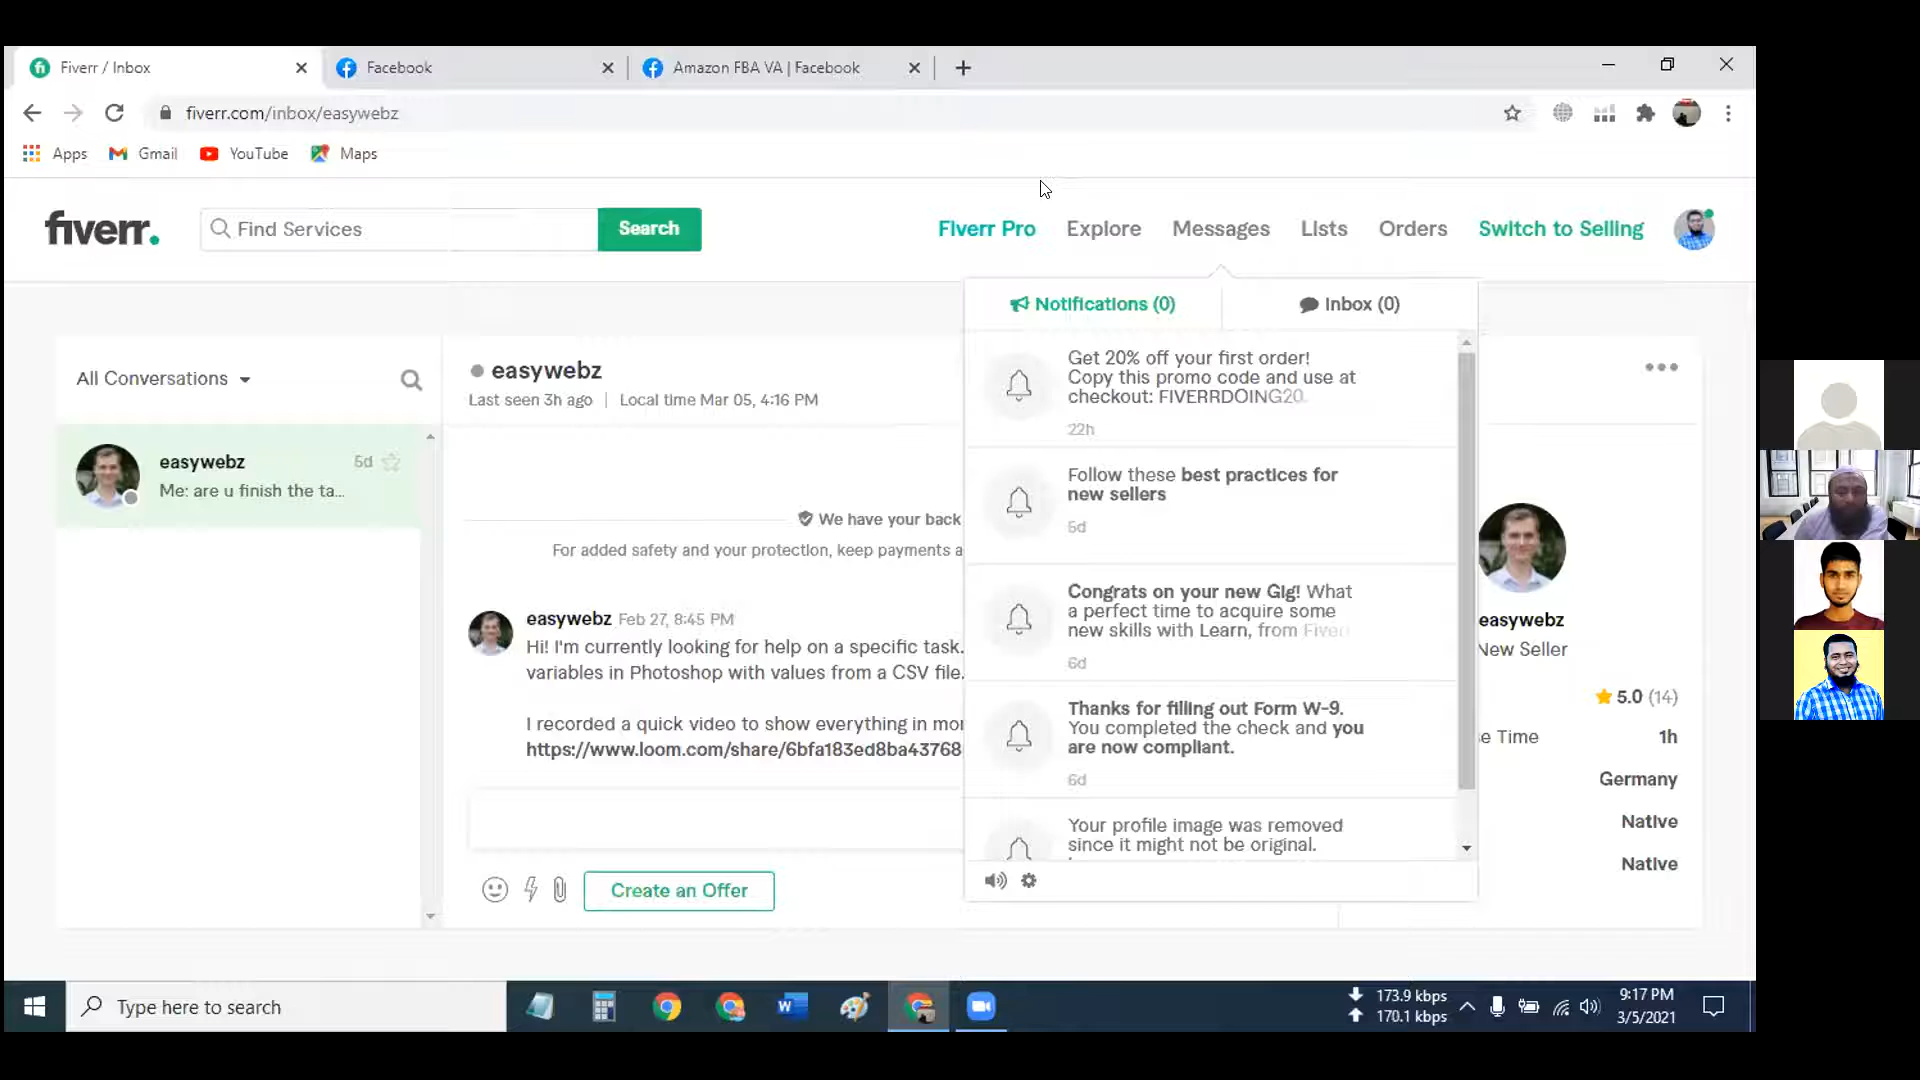 Fiverr / Inbox
Facebook
Amazon FBA VA | Facebook
fiverr.com/inbox/easywebz
Apps
Gmail
YouTube
Maps
fiverr.
Find Services
Search
Fiverr Pro
Explore
Messages
Lists
Orders
Switch to Selling
All Conversations
easywebz
5d
Me: are u finish the ta...
easywebz
Last seen 3h ago | Local time Mar 05, 4:16 PM
We have your back
For added safety and your protection, keep payments a
easywebz Feb 27, 8:45 PM
Hi! I'm currently looking for help on a specific task.
variables in Photoshop with values from a CSV file.
I recorded a quick video to show everything in mor
https://www.loom.com/share/6bfa183ed8ba43768
Create an Offer
Notifications (0)
Inbox (0)
Get 20% off your first order!
Copy this promo code and use at
checkout: FIVERRDOING20.
22h
Follow these best practices for
new sellers
5d
Congrats on your new Gig! What
a perfect time to acquire some
new skills with Learn, from Fiverr
6d
Thanks for filling out Form W-9.
You completed the check and you
are now compliant.
6d
Your profile image was removed
since it might not be original.
easywebz
New Seller
5.0 (14)
se Time
1h
Germany
Native
Native
Type here to search
173.9 kbps
170.1 kbps
9:17 PM
3/5/2021